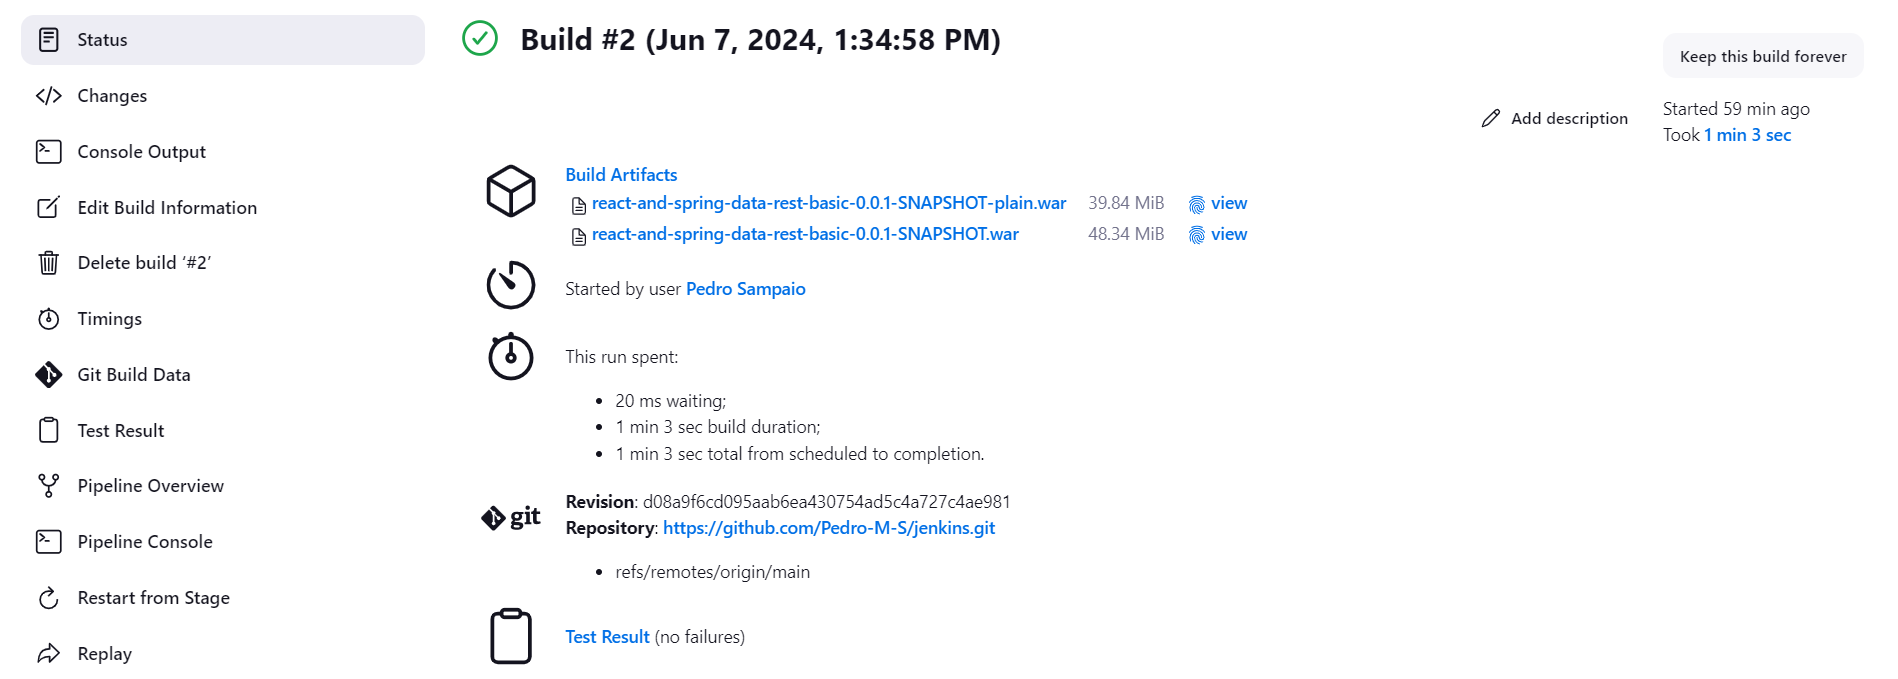 Status
Changes
Console Output
Edit Build Information
Delete build ‘#2’
Timings
Git Build Data
Test Result
Pipeline Overview
Pipeline Console
Restart from Stage
Replay
Build #2 (Jun 7, 2024, 1:34:58 PM)
Keep this build forever
Add description
Started 59 min ago
Took 1 min 3 sec
Build Artifacts
react-and-spring-data-rest-basic-0.0.1-SNAPSHOT-plain.war 39.84 MiB view
react-and-spring-data-rest-basic-0.0.1-SNAPSHOT.war 48.34 MiB view
Started by user Pedro Sampaio
This run spent:
• 20 ms waiting;
• 1 min 3 sec build duration;
• 1 min 3 sec total from scheduled to completion.
git
Revision: d08a9f6cd095aab6ea430754ad5c4a727c4ae981
Repository: https://github.com/Pedro-M-S/jenkins.git
• refs/remotes/origin/main
Test Result (no failures)